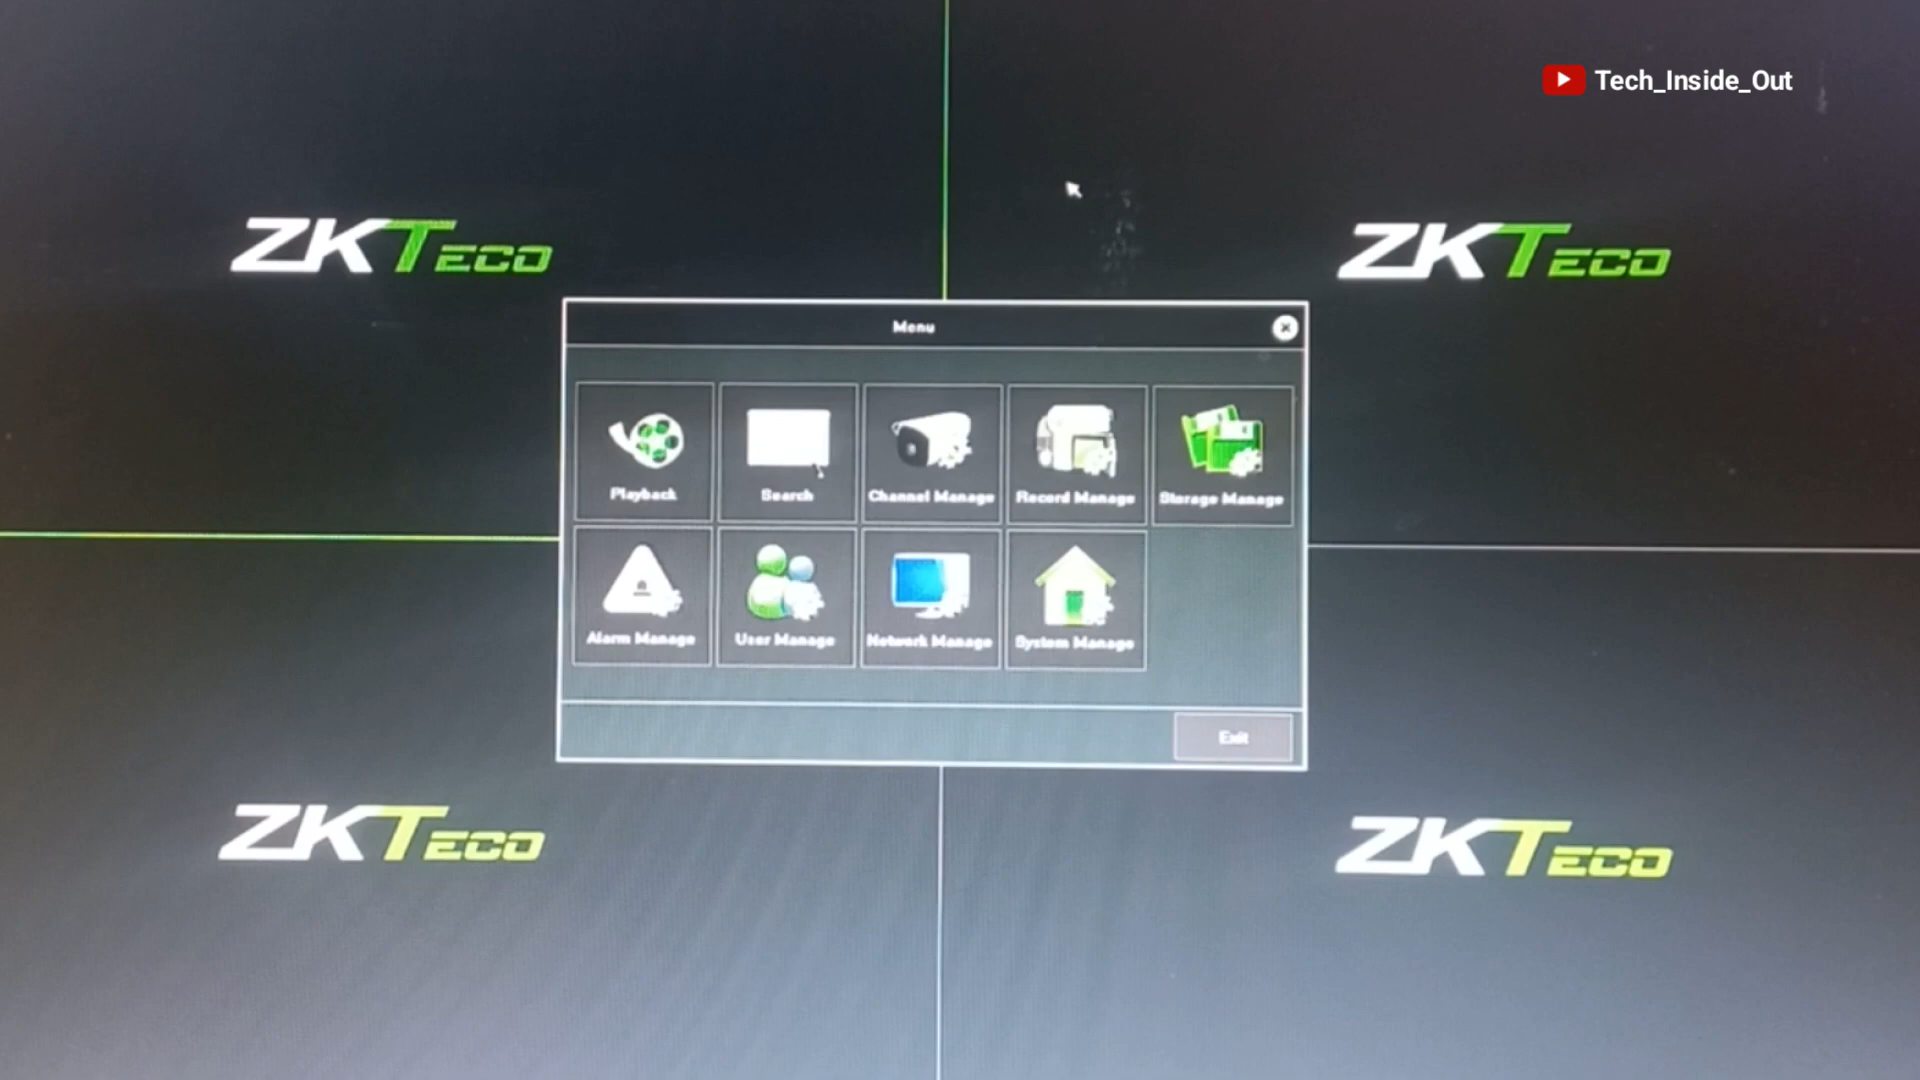 Tech_Inside_Out
ZKTeco
ZKTeco
Menu
Playback
Search
Channel Manage
Record Manage
Storage Manage
Alarm Manage
User Manage
Network Manage
System Manage
Exit
ZKTeco
ZKTeco